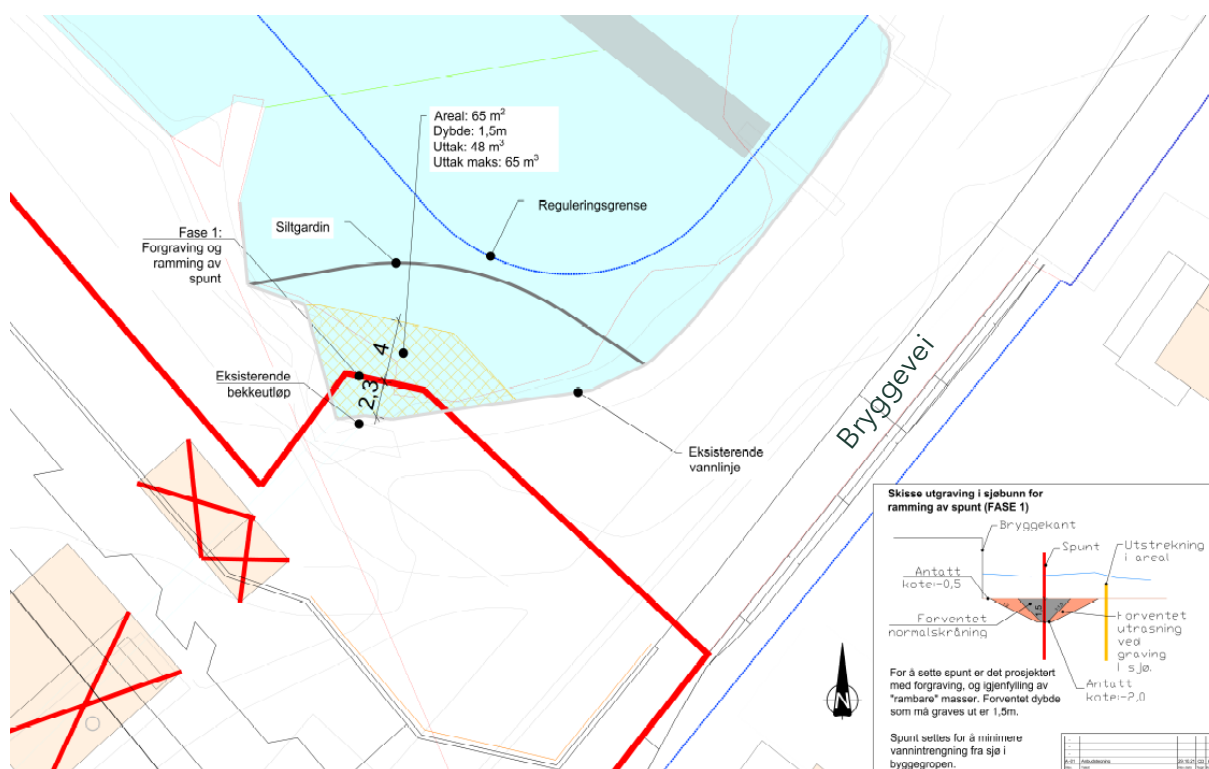 Areal: 65 m²
Dybde: 1,5m
Uttak: 48 m³
Uttak maks: 65 m³
Reguleringsgrense
Siltgardin
Fase 1:
Forgraving og
ramming av
spunt
4
2,3
Eksisterende
bekkeutløp
Eksisterende
vannlinje
Bryggevei
N
Skisse utgraving i sjøbunn for
ramming av spunt (FASE 1)
Bryggekant
Spunt
Utstrekning
i areal
Antatt
kote:-0,5
1.5
Forventet
normalskråning
Forventet
utrasning
ved
graving
i sjø.
Antatt
kote:-2,0
For å sette spunt er det prosjektert
med forgraving, og igjenfylling av
"rambare" masser. Forventet dybde
som må graves ut er 1,5m.
Spunt settes for å minimere
vanninntrengning fra sjø i
byggegropen.